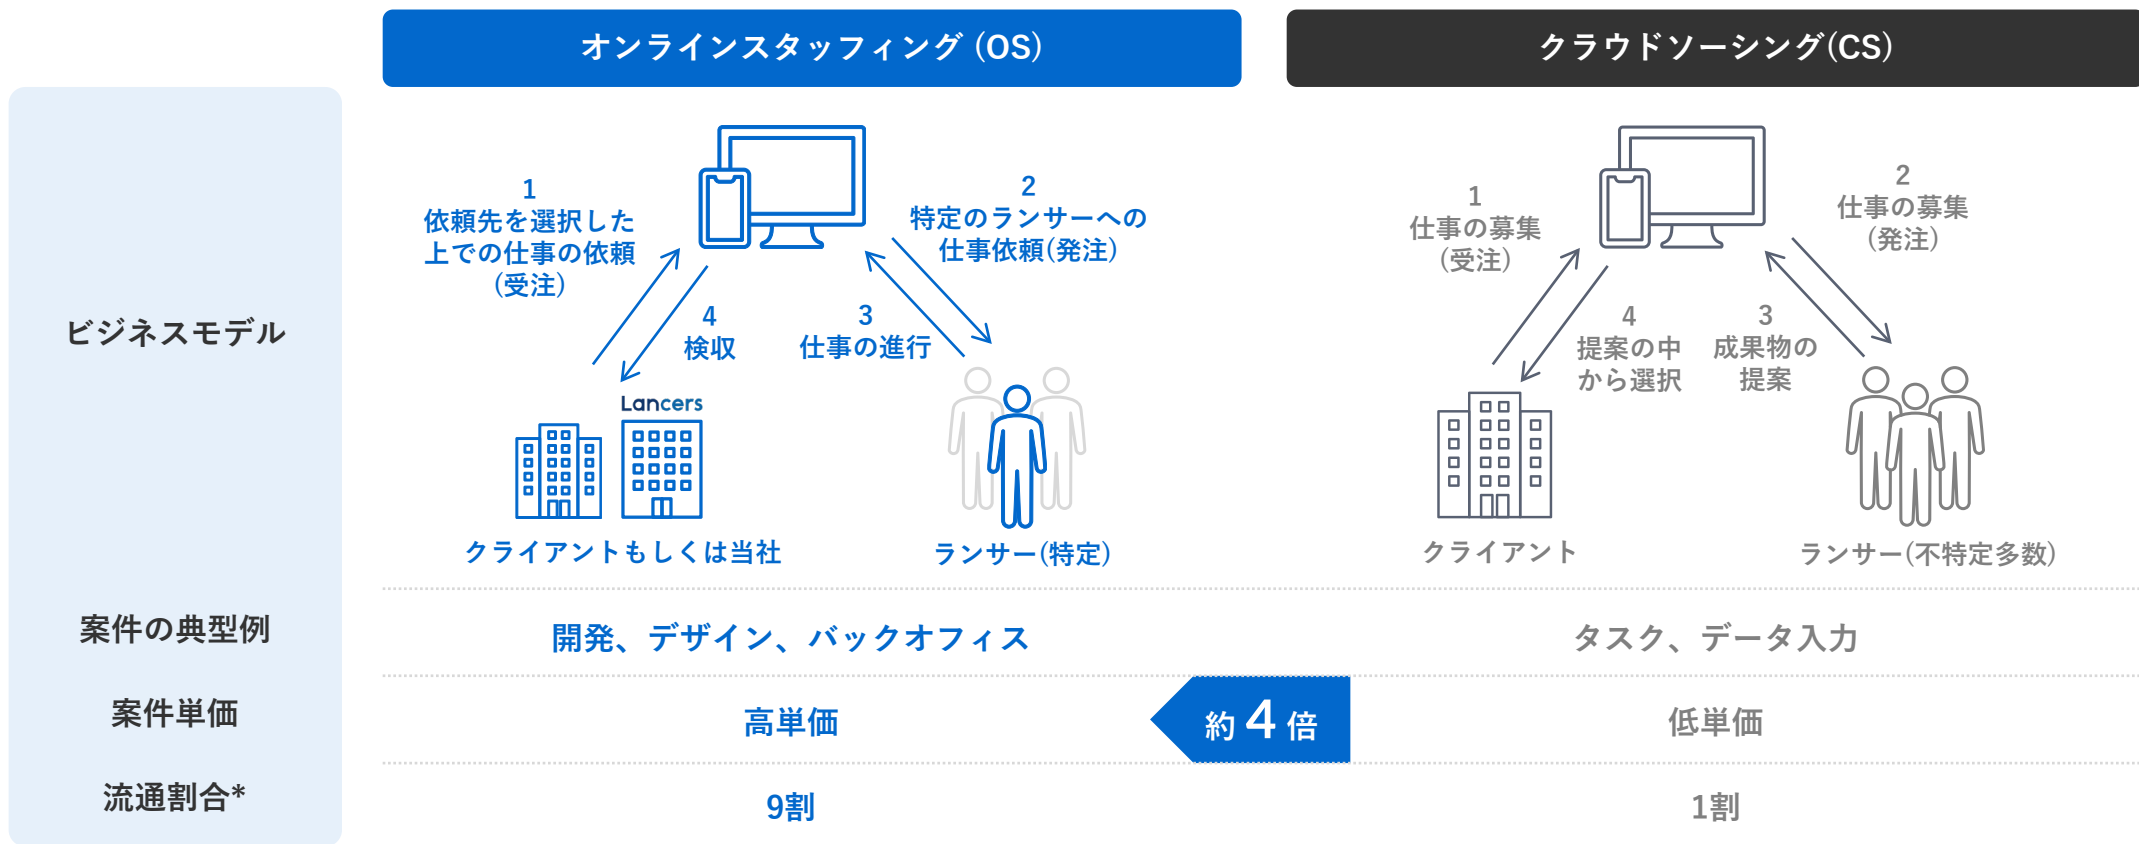 オンラインスタッフィング (OS)
クラウドソーシング(CS)
ビジネスモデル
1
依頼先を選択した
上での仕事の依頼
(受注)
2
特定のランサーへの
仕事依頼(発注)
4
検収
3
仕事の進行
Lancers
クライアントもしくは当社
ランサー(特定)
1
仕事の募集
(受注)
2
仕事の募集
(発注)
4
提案の中
から選択
3
成果物の
提案
クライアント
ランサー(不特定多数)
案件の典型例
開発、デザイン、バックオフィス
タスク、データ入力
案件単価
高単価
約 4 倍
低単価
流通割合*
9割
1割